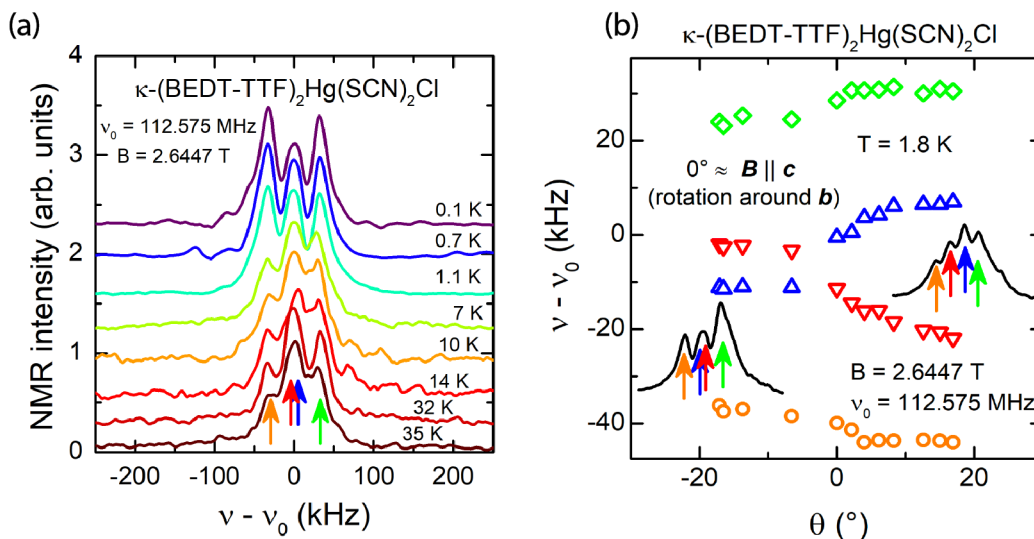 (a)
κ-(BEDT-TTF)₂Hg(SCN)₂Cl
ν₀ = 112.575 MHz
B = 2.6447 T
0.1 K
0.7 K
1.1 K
7 K
10 K
14 K
32 K
35 K
NMR intensity (arb. units)
4
3
2
1
0
-200 -100 0 100 200
ν - ν₀ (kHz)
(b)
κ-(BEDT-TTF)₂Hg(SCN)₂Cl
T = 1.8 K
0° ≈ B || c
(rotation around b)
B = 2.6447 T
ν₀ = 112.575 MHz
ν - ν₀ (kHz)
20
0
-20
-40
-20 0 20
θ (°)